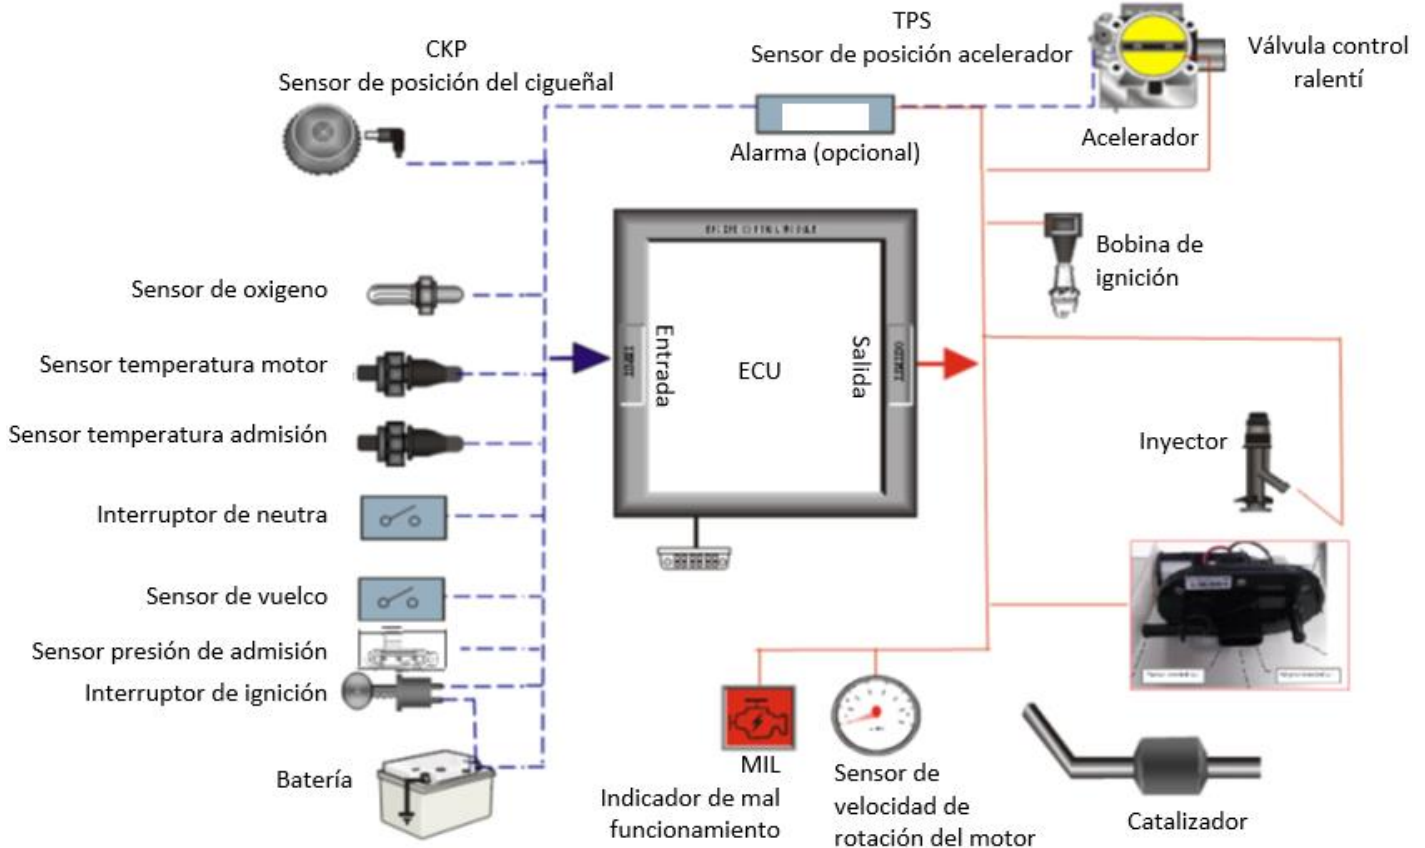 CKP
Sensor de posición del cigueñal
TPS
Sensor de posición acelerador
Válvula control
ralentí
Alarma (opcional)
Acelerador
Bobina de
ignición
Sensor de oxigeno
Sensor temperatura motor
Sensor temperatura admisión
Interruptor de neutra
Sensor de vuelco
Sensor presión de admisión
Interruptor de ignición
Batería
INPUT
Entrada
ECU
Salida
OUTPUT
Inyector
MIL
Indicador de mal
funcionamiento
Sensor de
velocidad de
rotación del motor
Catalizador